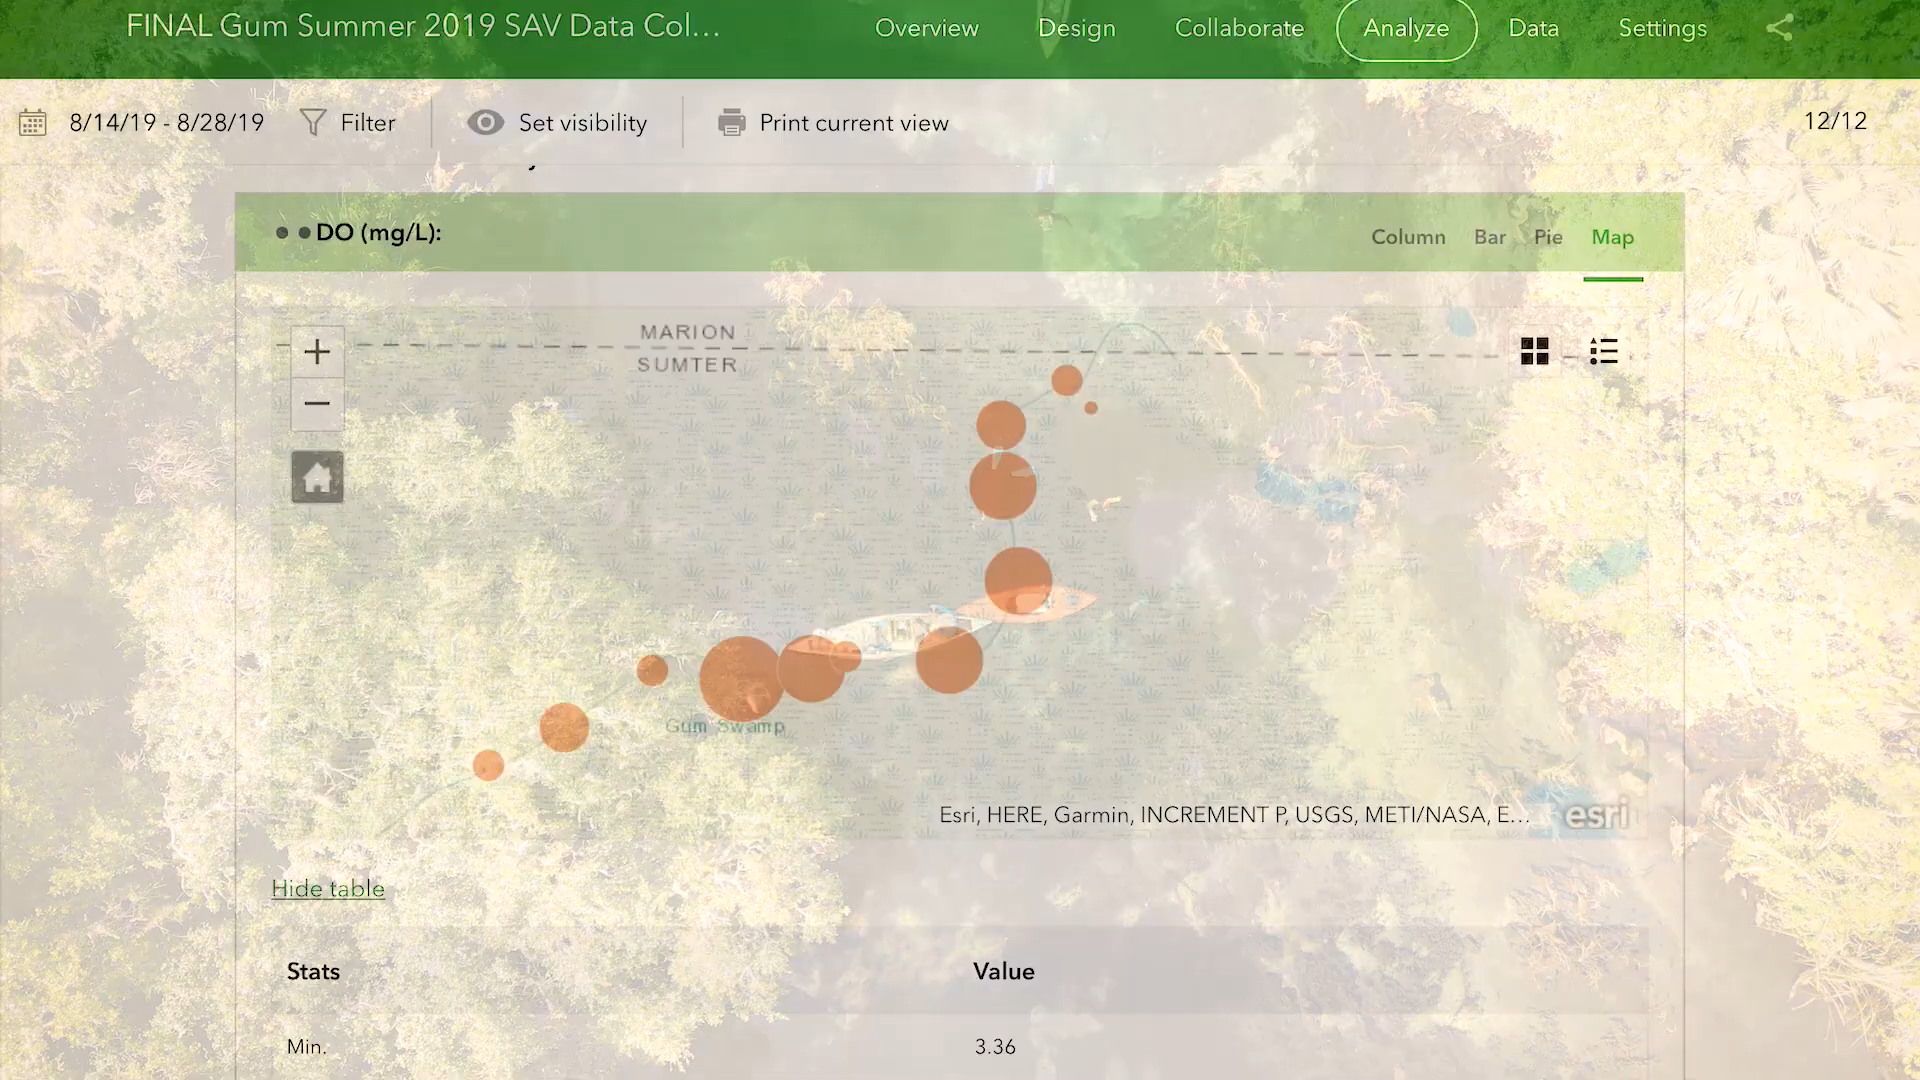 FINAL Gum Summer 2019 SAV Data Col...
Overview Design Collaborate Analyze Data Settings
8/14/19 - 8/28/19 Filter Set visibility Print current view 12/12
DO (mg/L):
Column Bar Pie Map
MARION
SUMTER
Gum Swamp
Esri, HERE, Garmin, INCREMENT P, USGS, METI/NASA, E...
esri
Hide table
Stats Value
Min. 3.36